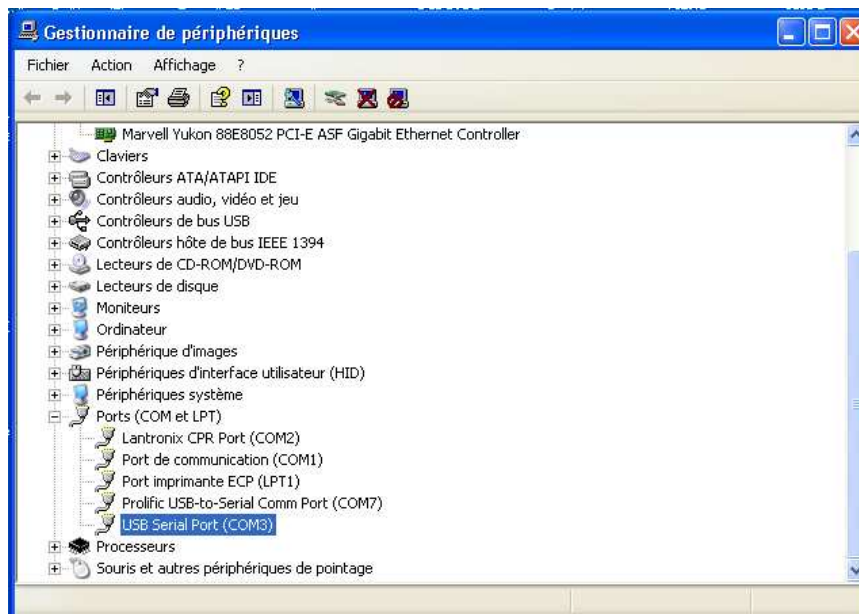 Gestionnaire de périphériques
Fichier Action Affichage ?
Marvell Yukon 88E8052 PCI-E ASF Gigabit Ethernet Controller
Claviers
Contrôleurs ATA/ATAPI IDE
Contrôleurs audio, vidéo et jeu
Contrôleurs de bus USB
Contrôleurs hôte de bus IEEE 1394
Lecteurs de CD-ROM/DVD-ROM
Lecteurs de disque
Moniteurs
Ordinateur
Périphérique d'images
Périphériques d'interface utilisateur (HID)
Périphériques système
Ports (COM et LPT)
Lantronix CPR Port (COM2)
Port de communication (COM1)
Port imprimante ECP (LPT1)
Prolific USB-to-Serial Comm Port (COM7)
USB Serial Port (COM3)
Processeurs
Souris et autres périphériques de pointage